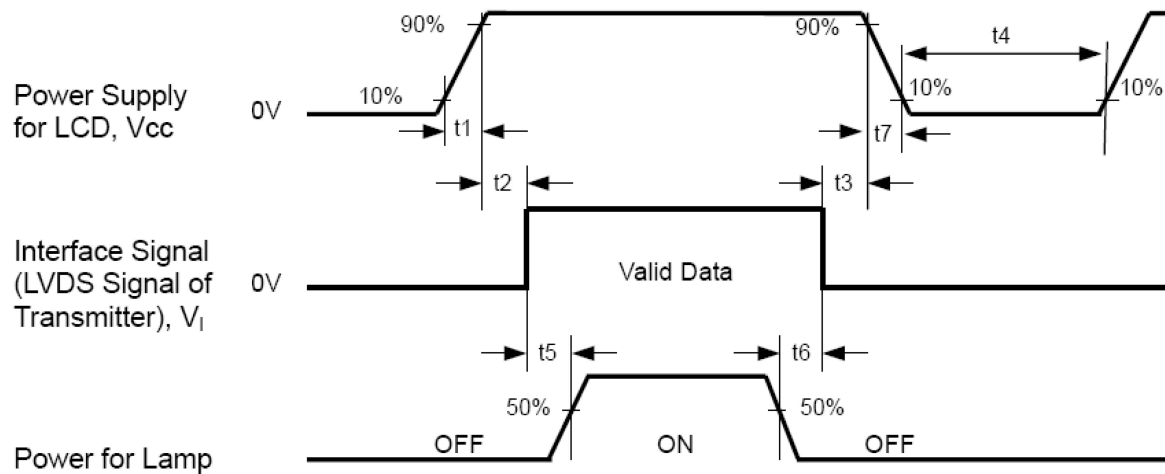 90%
90%
t4
Power Supply
for LCD, Vcc
0V
10%
10%
10%
t1
t7
t2
t3
Interface Signal
(LVDS Signal of
Transmitter), VI
0V
Valid Data
t5
t6
50%
50%
Power for Lamp
OFF
ON
OFF